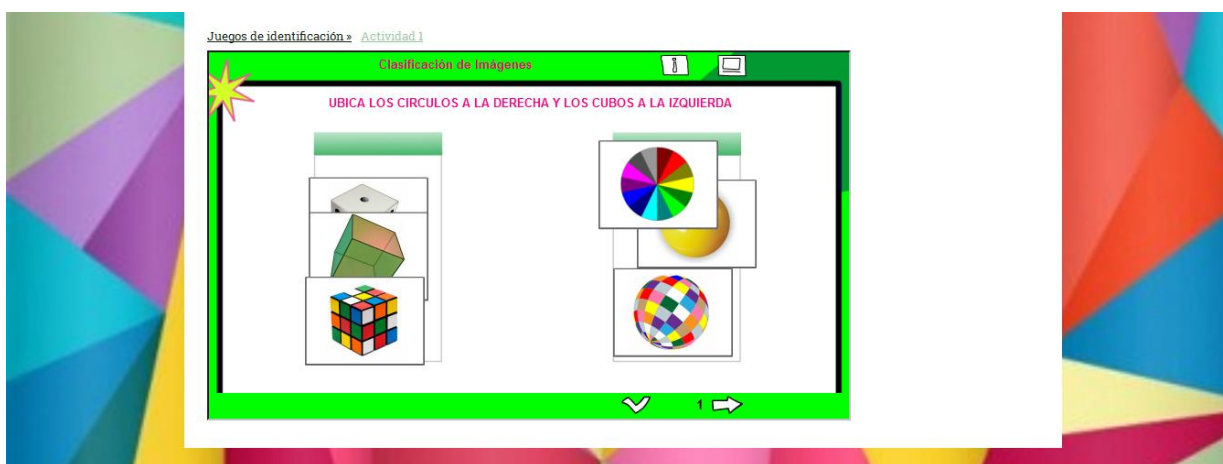 Juegos de identificación » Actividad 1
Clasificación de Imágenes
UBICA LOS CIRCULOS A LA DERECHA Y LOS CUBOS A LA IZQUIERDA
1